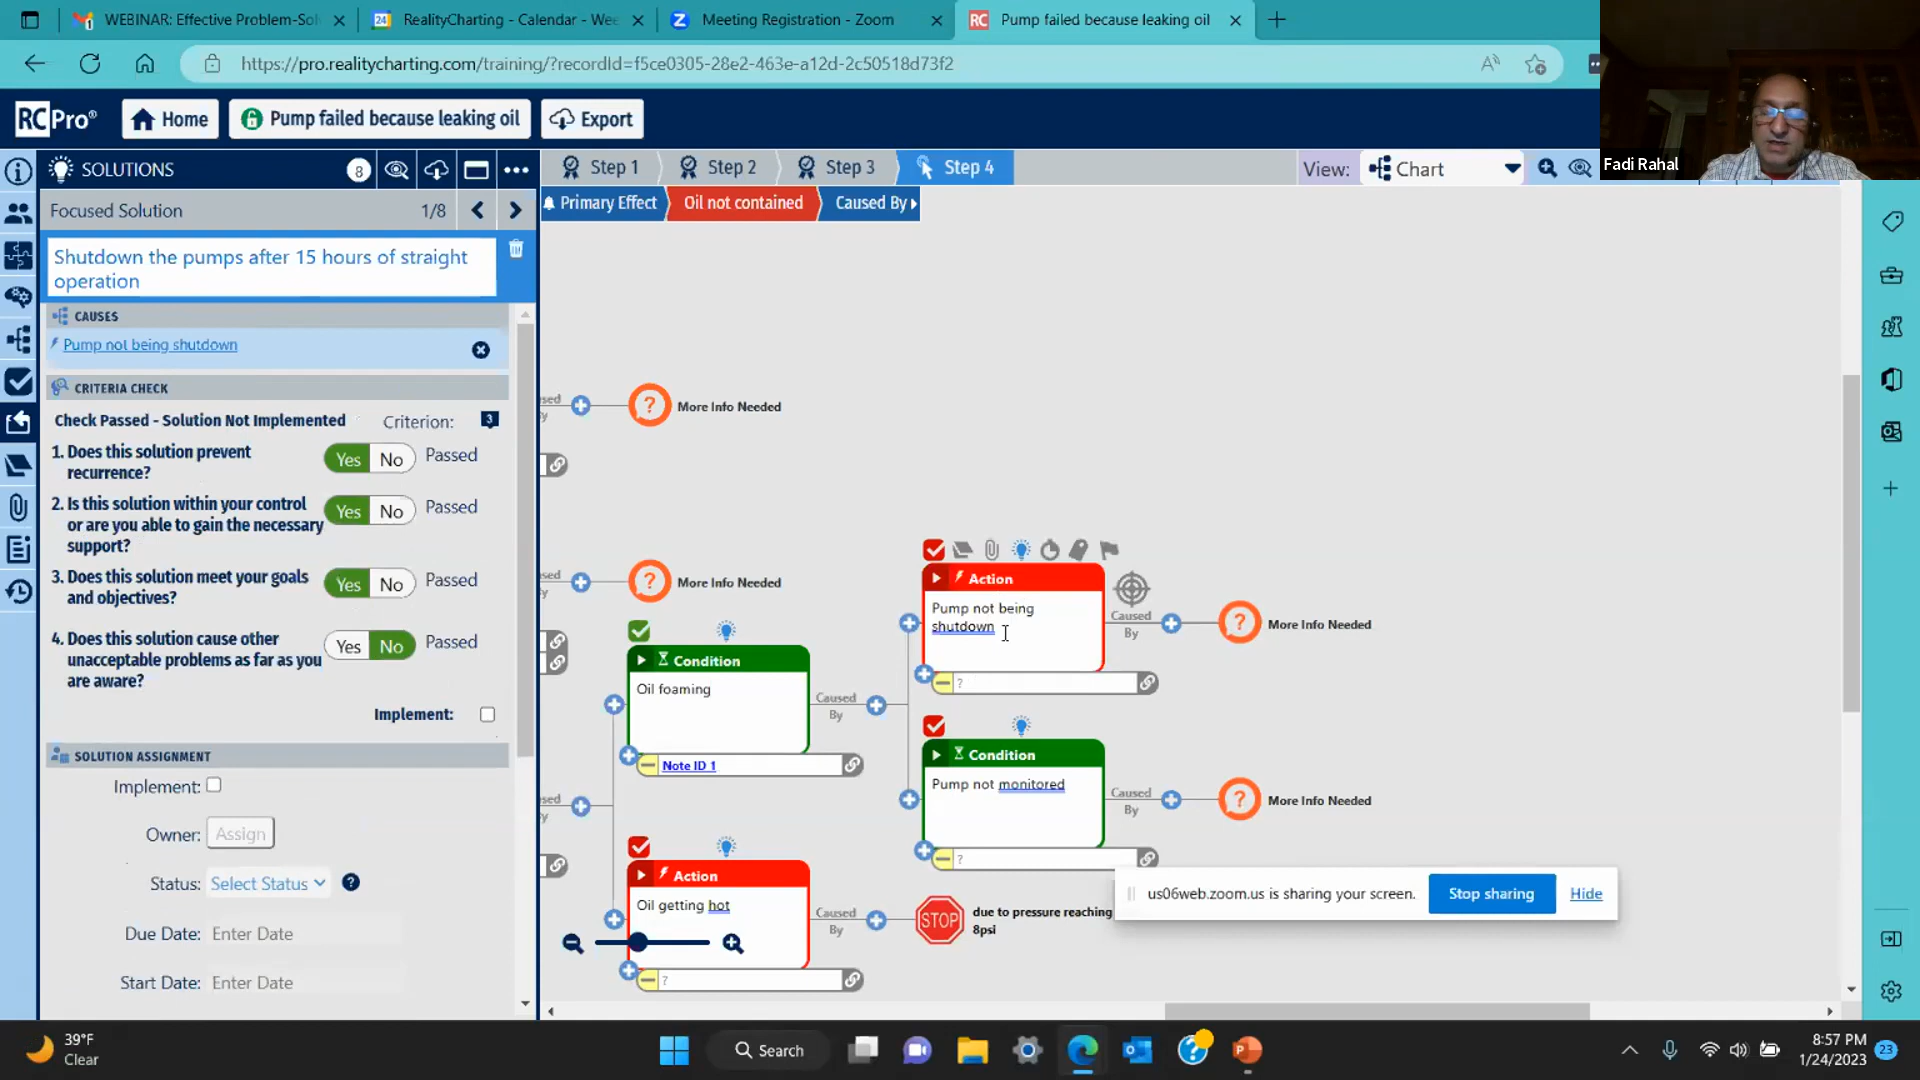 WEBINAR: Effective Problem-Sol
RealityCharting - Calendar - Wee
Meeting Registration - Zoom
Pump failed because leaking oil
https://pro.realitycharting.com/training/?recordId=f5ce0305-28e2-463e-a12d-2c50518d73f2
RC Pro®
Home
Pump failed because leaking oil
Export
Fadi Rahal
SOLUTIONS
8
Step 1
Step 2
Step 3
Step 4
View:
Chart
Focused Solution
1/8
Primary Effect
Oil not contained
Caused By
Shutdown the pumps after 15 hours of straight
operation
CAUSES
Pump not being shutdown
CRITERIA CHECK
Check Passed - Solution Not Implemented
Criterion:
3
1. Does this solution prevent
recurrence?
Yes No Passed
2. Is this solution within your control
or are you able to gain the necessary
support?
Yes No Passed
3. Does this solution meet your goals
and objectives?
Yes No Passed
4. Does this solution cause other
unacceptable problems as far as you
are aware?
Yes No Passed
Implement:
SOLUTION ASSIGNMENT
Implement:
Owner: Assign
Status: Select Status
Due Date: Enter Date
Start Date: Enter Date
sed
y
? More Info Needed
sed
? More Info Needed
Condition
Oil foaming
Note ID 1
Caused
By
sed
y
Action
Oil getting hot
?
Caused
By
STOP
due to pressure reaching
8psi
Action
Pump not being
shutdown
?
Caused
By
? More Info Needed
Condition
Pump not monitored
?
Caused
By
? More Info Needed
us06web.zoom.us is sharing your screen.
Stop sharing
Hide
39°F
Clear
Search
8:57 PM
1/24/2023
23